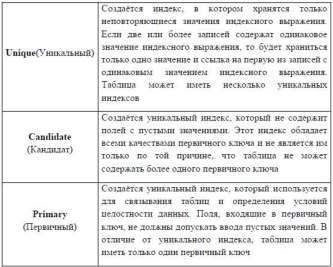 Unique(Уникальный)
Создаётся индекс, в котором хранятся только
неповторяющиеся значения индексного выражения.
Если две или более записей содержат одинаковое
значение индексного выражения, то будет храниться
только одно значение и ссылка на первую из записей с
одинаковым значением индексного выражения.
Таблица может иметь несколько уникальных
индексов
Candidate
(Кандидат)
Создаётся уникальный индекс, который не содержит
полей с пустыми значениями. Этот индекс обладает
всеми качествами первичного ключа и не является им
только по той причине, что таблица не может
содержать более одного первичного ключа
Primary
(Первичный)
Создаётся уникальный индекс, который используется
для связывания таблиц и определения условий
целостности данных. Поля, входящие в первичный
ключ, не должны допускать ввода пустых значений. В
отличие от уникального индекса, таблица может
иметь только один первичный ключ